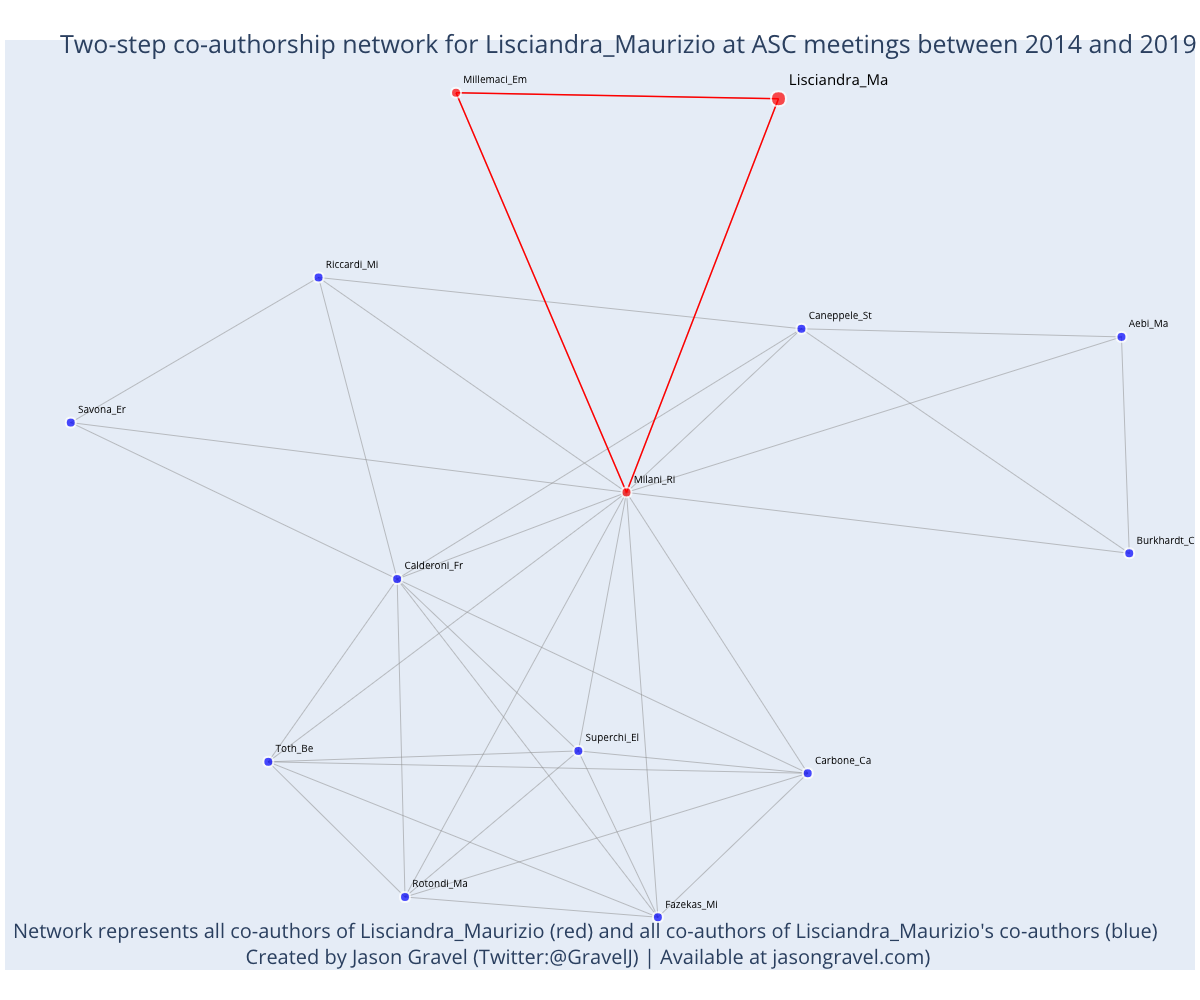 Two-step co-authorship network for Lisciandra_Maurizio at ASC meetings between 2014 and 2019
Millemaci_Em
Lisciandra_Ma
Riccardi_Mi
Caneppele_St
Aebi_Ma
Savona_Er
Milani_Ri
Burkhardt_C
Calderoni_Fr
Superchi_El
Toth_Be
Carbone_Ca
Rotondi_Ma
Fazekas_Mi
Network represents all co-authors of Lisciandra_Maurizio (red) and all co-authors of Lisciandra_Maurizio's co-authors (blue)
Created by Jason Gravel (Twitter:@GravelJ) | Available at jasongravel.com)